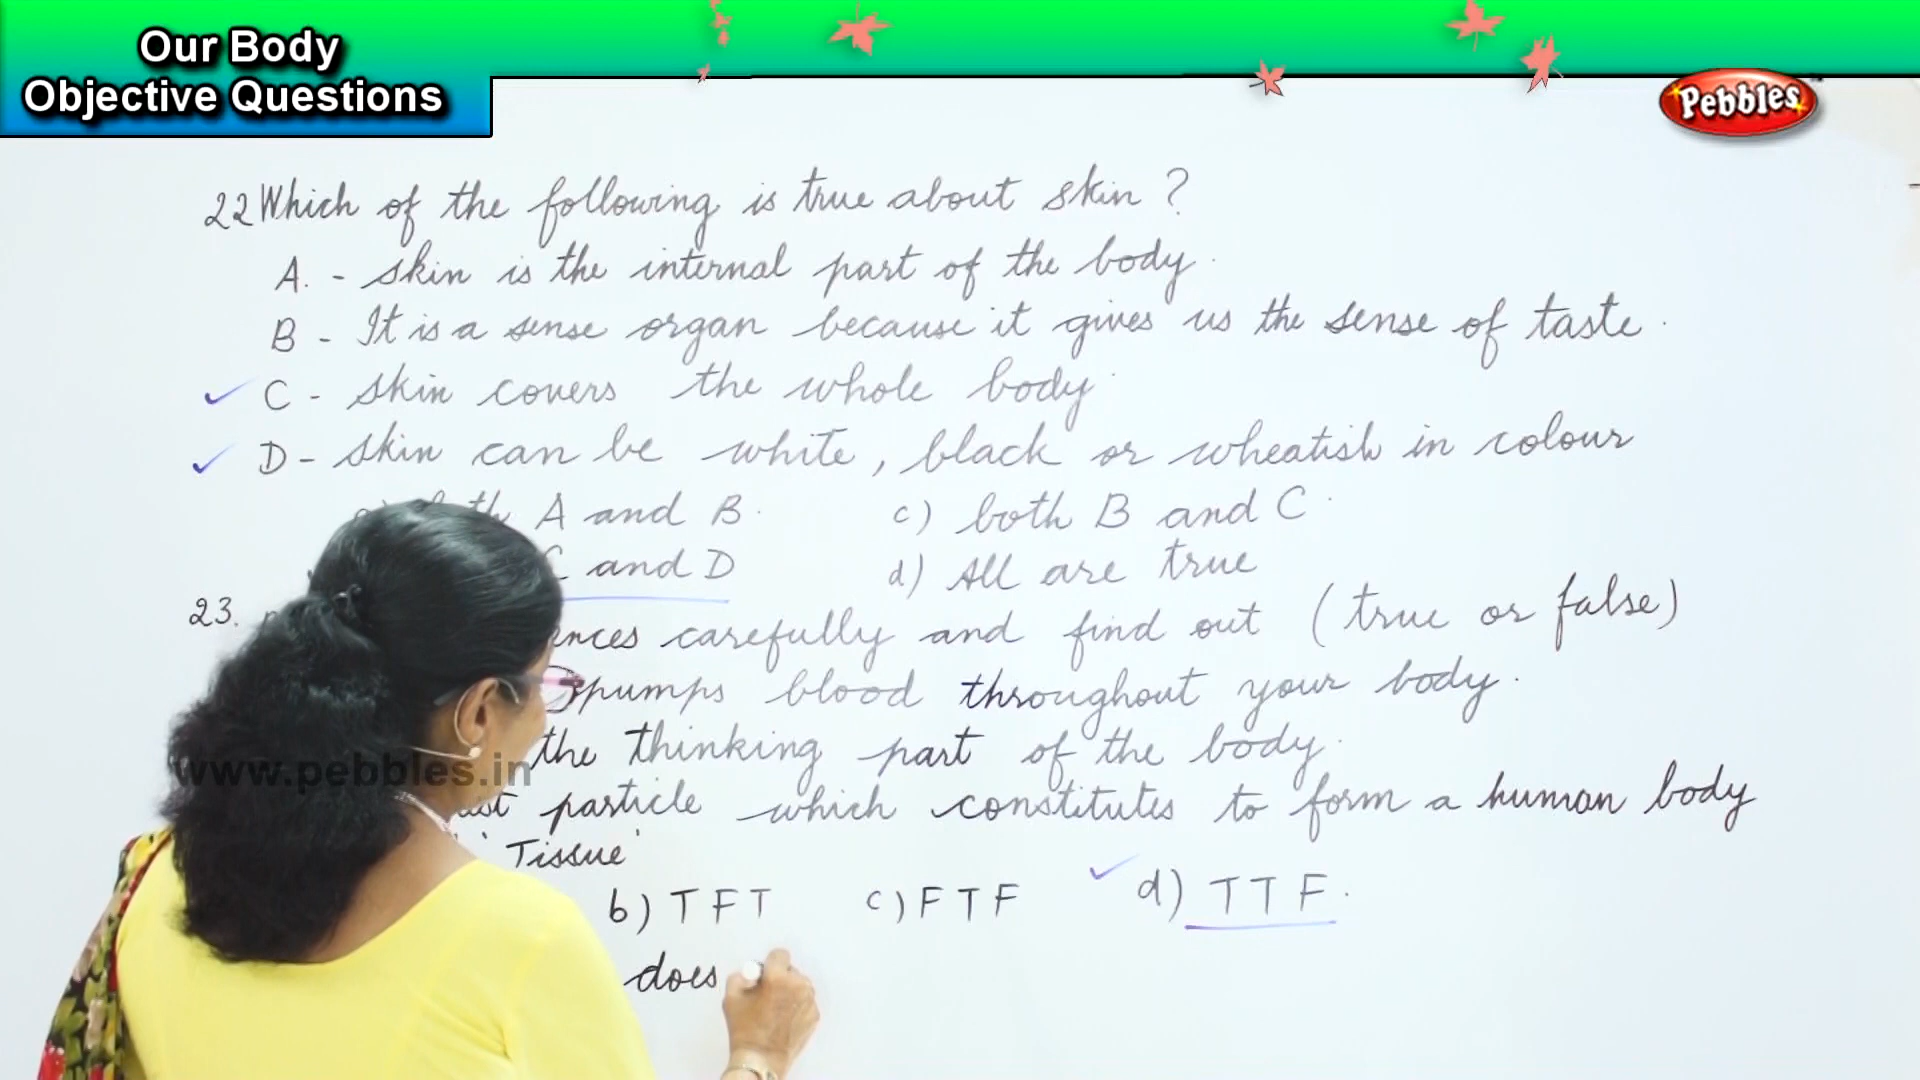 Our Body
Objective Questions
Pebbles
22 Which of the following is true about skin ?
A. - skin is the internal part of the body.
B - It is a sense organ because it gives us the sense of taste.
C - skin covers the whole body.
D - skin can be white, black or wheatish in colour
A and B.
c) both B and C.
C and D
d) All are true
23.
carefully and find out (true or false)
pumps blood throughout your body.
the thinking part of the body.
particle which constitutes to form a human body
'Tissue'
b) T F T
c) F T F
d) T T F.
does
www.pebbles.in